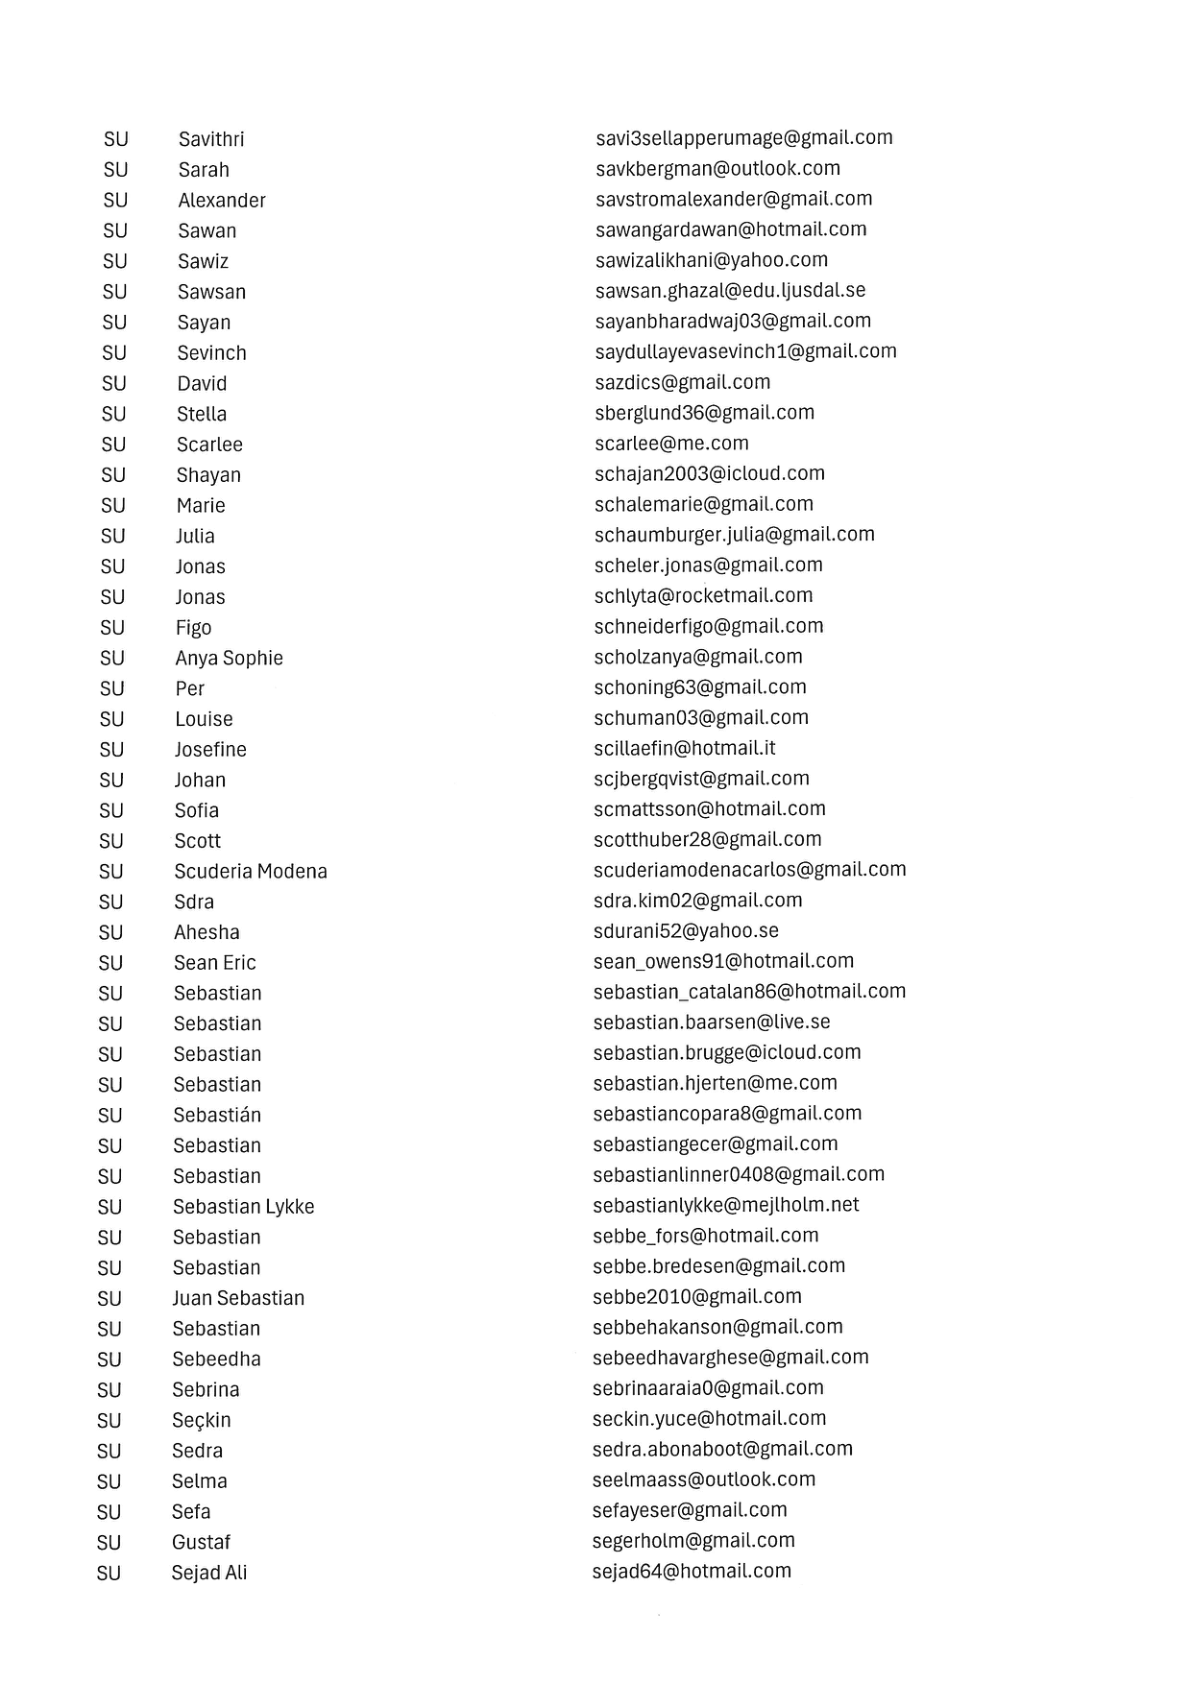 SU Savithri savi3sellapperumage@gmail.com
SU Sarah savkbergman@outlook.com
SU Alexander savstromalexander@gmail.com
SU Sawan sawangardawan@hotmail.com
SU Sawiz sawizalikhani@yahoo.com
SU Sawsan sawsan.ghazal@edu.ljusdal.se
SU Sayan sayanbharadwaj03@gmail.com
SU Sevinch saydullayevasevinch1@gmail.com
SU David sazdics@gmail.com
SU Stella sberglund36@gmail.com
SU Scarlee scarlee@me.com
SU Shayan schajan2003@icloud.com
SU Marie schalemarie@gmail.com
SU Julia schaumburger.julia@gmail.com
SU Jonas scheler.jonas@gmail.com
SU Jonas schlyta@rocketmail.com
SU Figo schneiderfigo@gmail.com
SU Anya Sophie scholzanya@gmail.com
SU Per schoning63@gmail.com
SU Louise schuman03@gmail.com
SU Josefine scillaefin@hotmail.it
SU Johan scjbergqvist@gmail.com
SU Sofia scmattsson@hotmail.com
SU Scott scotthuber28@gmail.com
SU Scuderia Modena scuderiamodenacarlos@gmail.com
SU Sdra sdra.kim02@gmail.com
SU Ahesha sdurani52@yahoo.se
SU Sean Eric sean_owens91@hotmail.com
SU Sebastian sebastian_catalan86@hotmail.com
SU Sebastian sebastian.baarsen@live.se
SU Sebastian sebastian.brugge@icloud.com
SU Sebastian sebastian.hjerten@me.com
SU Sebastián sebastiancopara8@gmail.com
SU Sebastian sebastiangecer@gmail.com
SU Sebastian sebastianlinner0408@gmail.com
SU Sebastian Lykke sebastianlykke@mejlholm.net
SU Sebastian sebbe_fors@hotmail.com
SU Sebastian sebbe.bredesen@gmail.com
SU Juan Sebastian sebbe2010@gmail.com
SU Sebastian sebbehakanson@gmail.com
SU Sebeedha sebeedhavarghese@gmail.com
SU Sebrina sebrinaaraia0@gmail.com
SU Seçkin seckin.yuce@hotmail.com
SU Sedra sedra.abonaboot@gmail.com
SU Selma seelmaass@outlook.com
SU Sefa sefayeser@gmail.com
SU Gustaf segerholm@gmail.com
SU Sejad Ali sejad64@hotmail.com